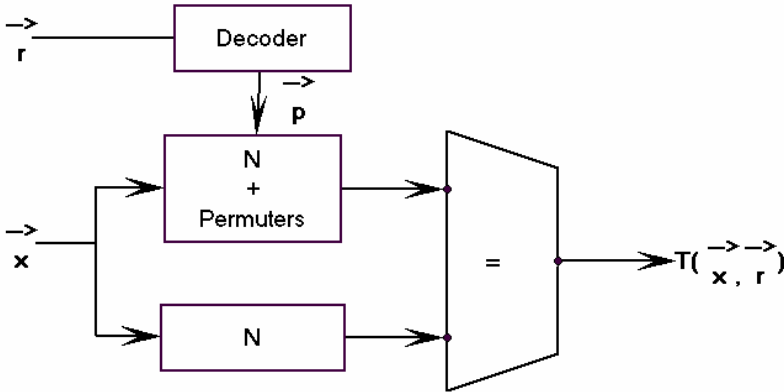 r
Decoder
p
N
+
Permuters
x
=
T( x , r )
N